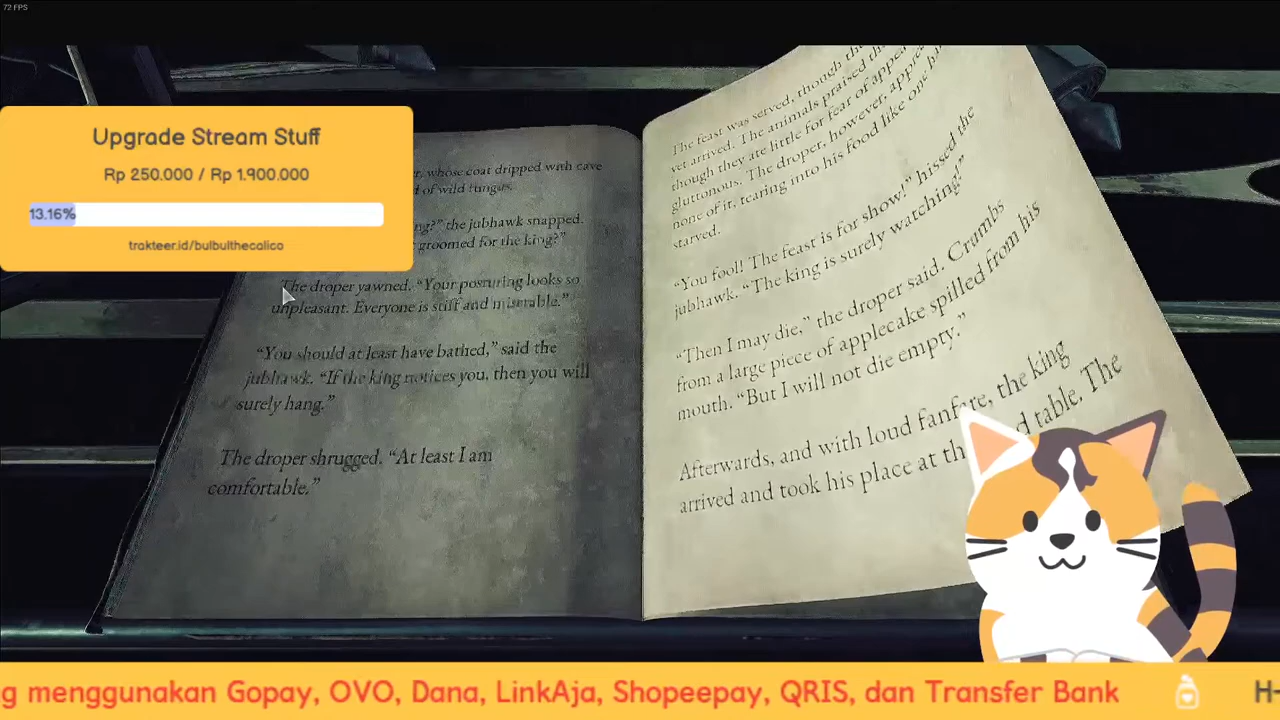 72 FPS
Upgrade Stream Stuff
Rp 250.000 / Rp 1.900.000
13.16%
trakteer.id/bulbulthecalico
whose coat dripped with cave
of wild fungus.
the jubhawk snapped.
groomed for the king?”
The droper yawned. “Your posturing looks so
unpleasant. Everyone is stiff and miserable.”
“You should at least have bathed,” said the
jubhawk. “If the king notices you, then you will
surely hang.”
The droper shrugged. “At least I am
comfortable.”
The feast was served, though the
yet arrived. The animals praised the
though they ate little for fear of
gluttonous. The droper, however,
none of it, tearing into his food like one
starved.
“You fool! The feast is for show!” hissed the
jubhawk. “The king is surely watching!”
“Then I may die,” the droper said. Crumbs
from a large piece of applecake spilled from his
mouth. “But I will not die empty.”
Afterwards, and with loud fanfare, the king
arrived and took his place at the table. The
g menggunakan Gopay, OVO, Dana, LinkAja, Shopeepay, QRIS, dan Transfer Bank
H-